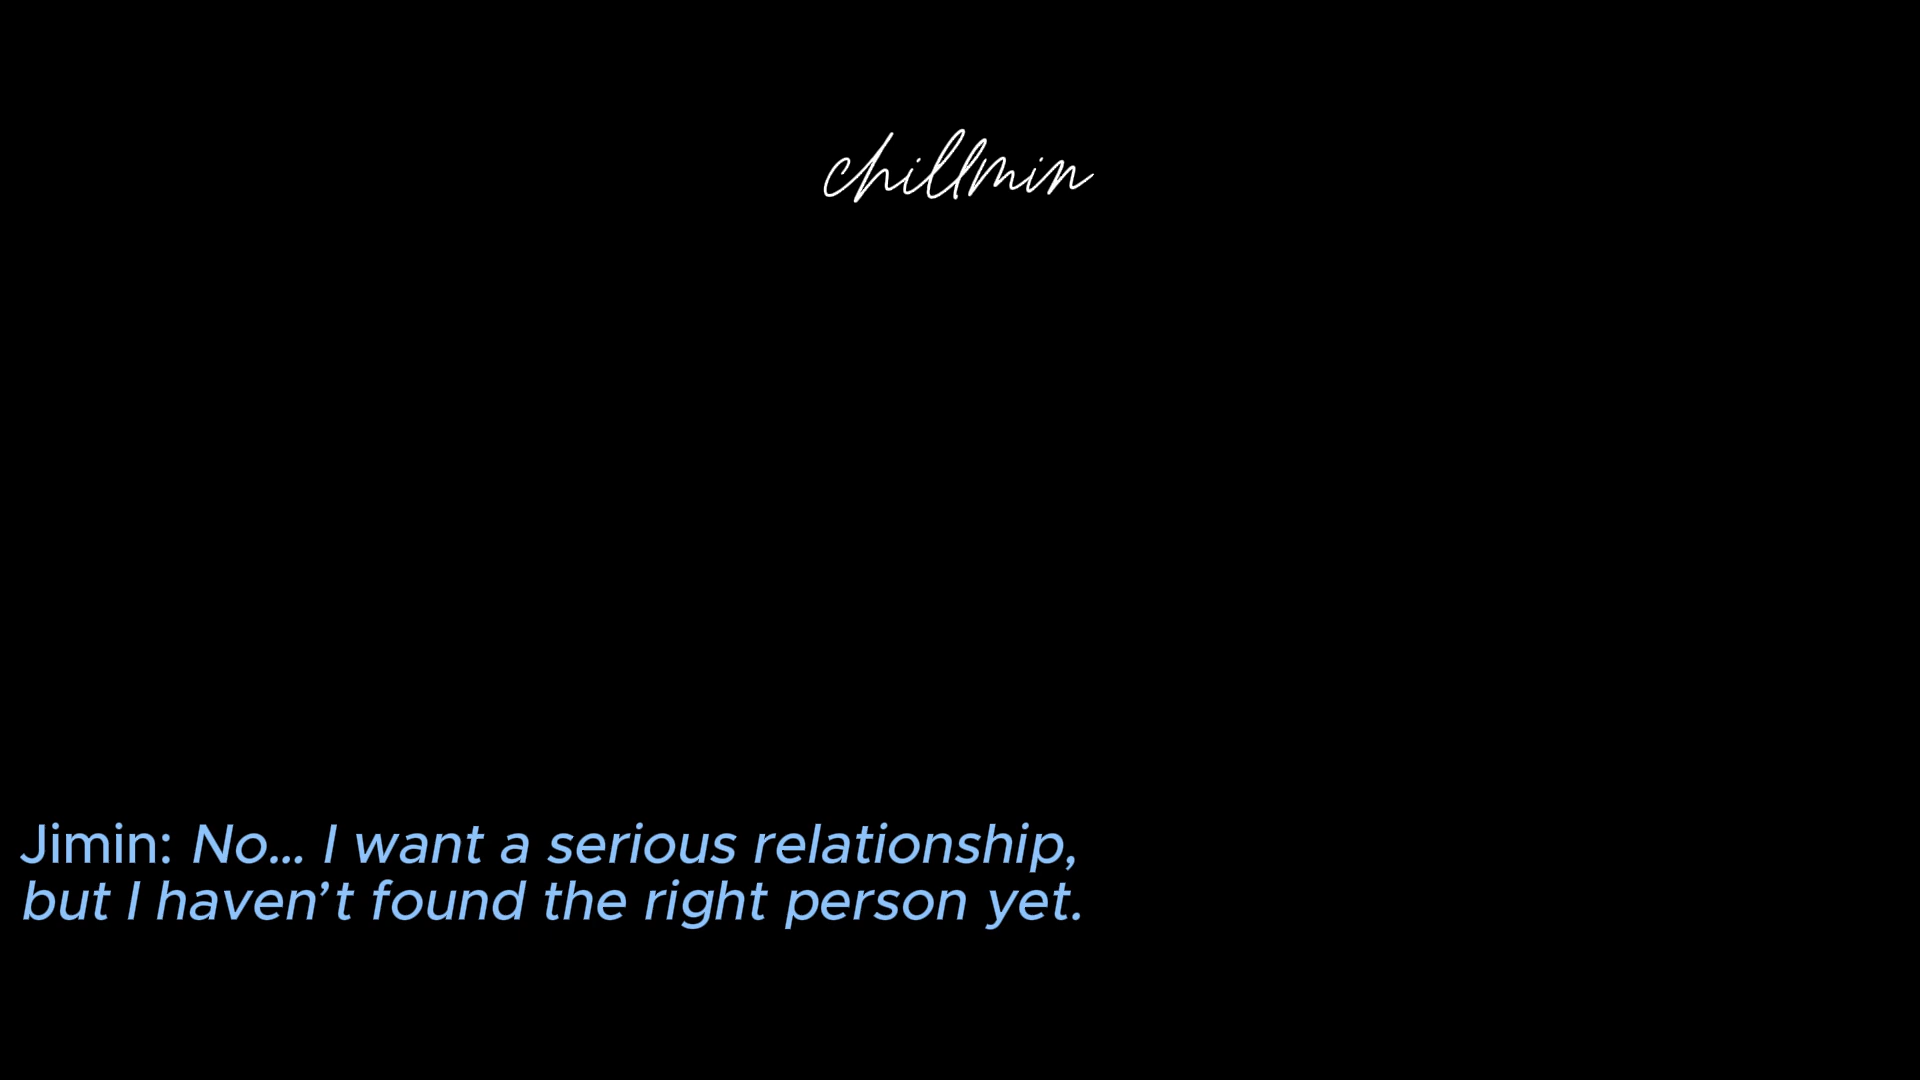 chillmin
Jimin: No... I want a serious relationship,
but I haven’t found the right person yet.